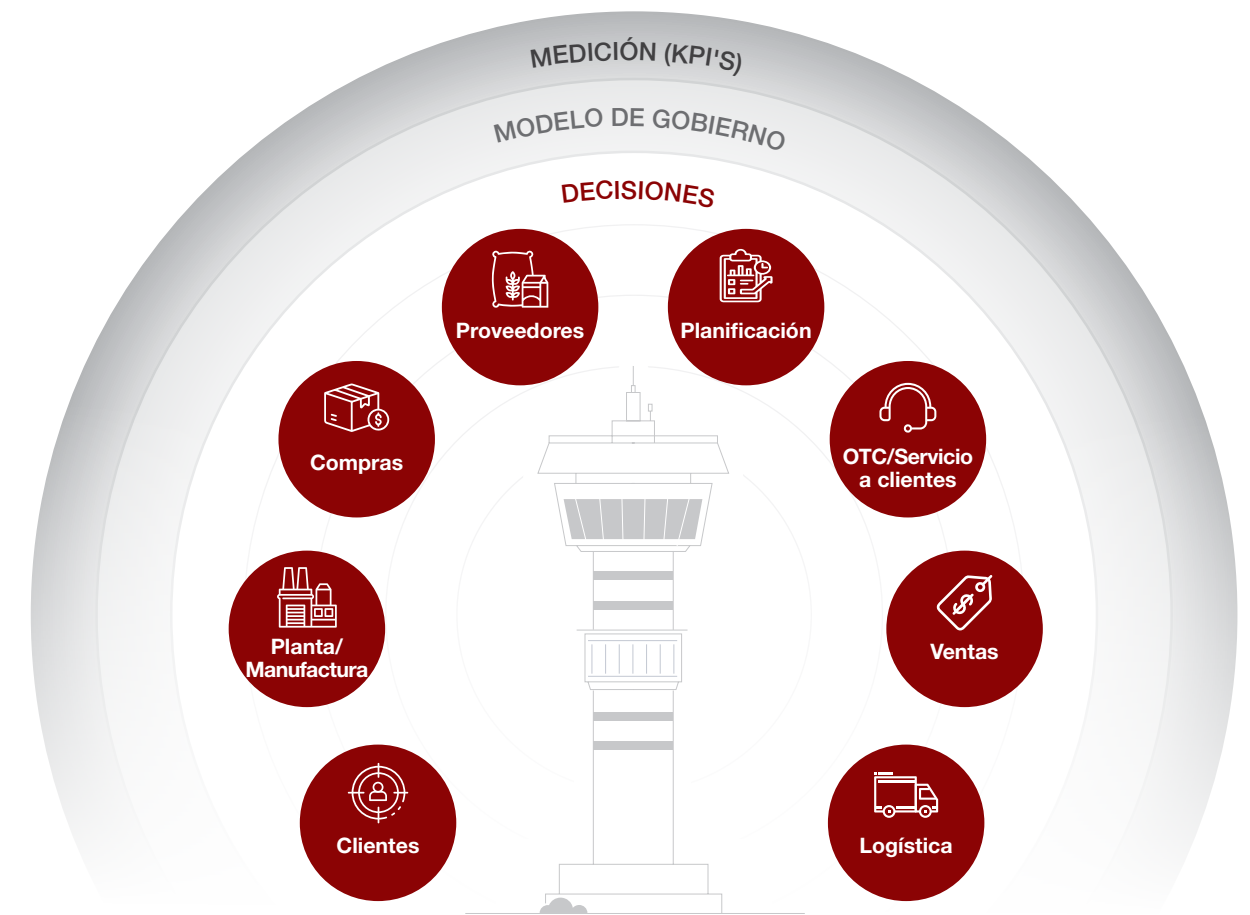 MEDICIÓN (KPI'S)
MODELO DE GOBIERNO
DECISIONES
Proveedores
Planificación
Compras
OTC/Servicio
a clientes
Planta/
Manufactura
Ventas
Clientes
Logística